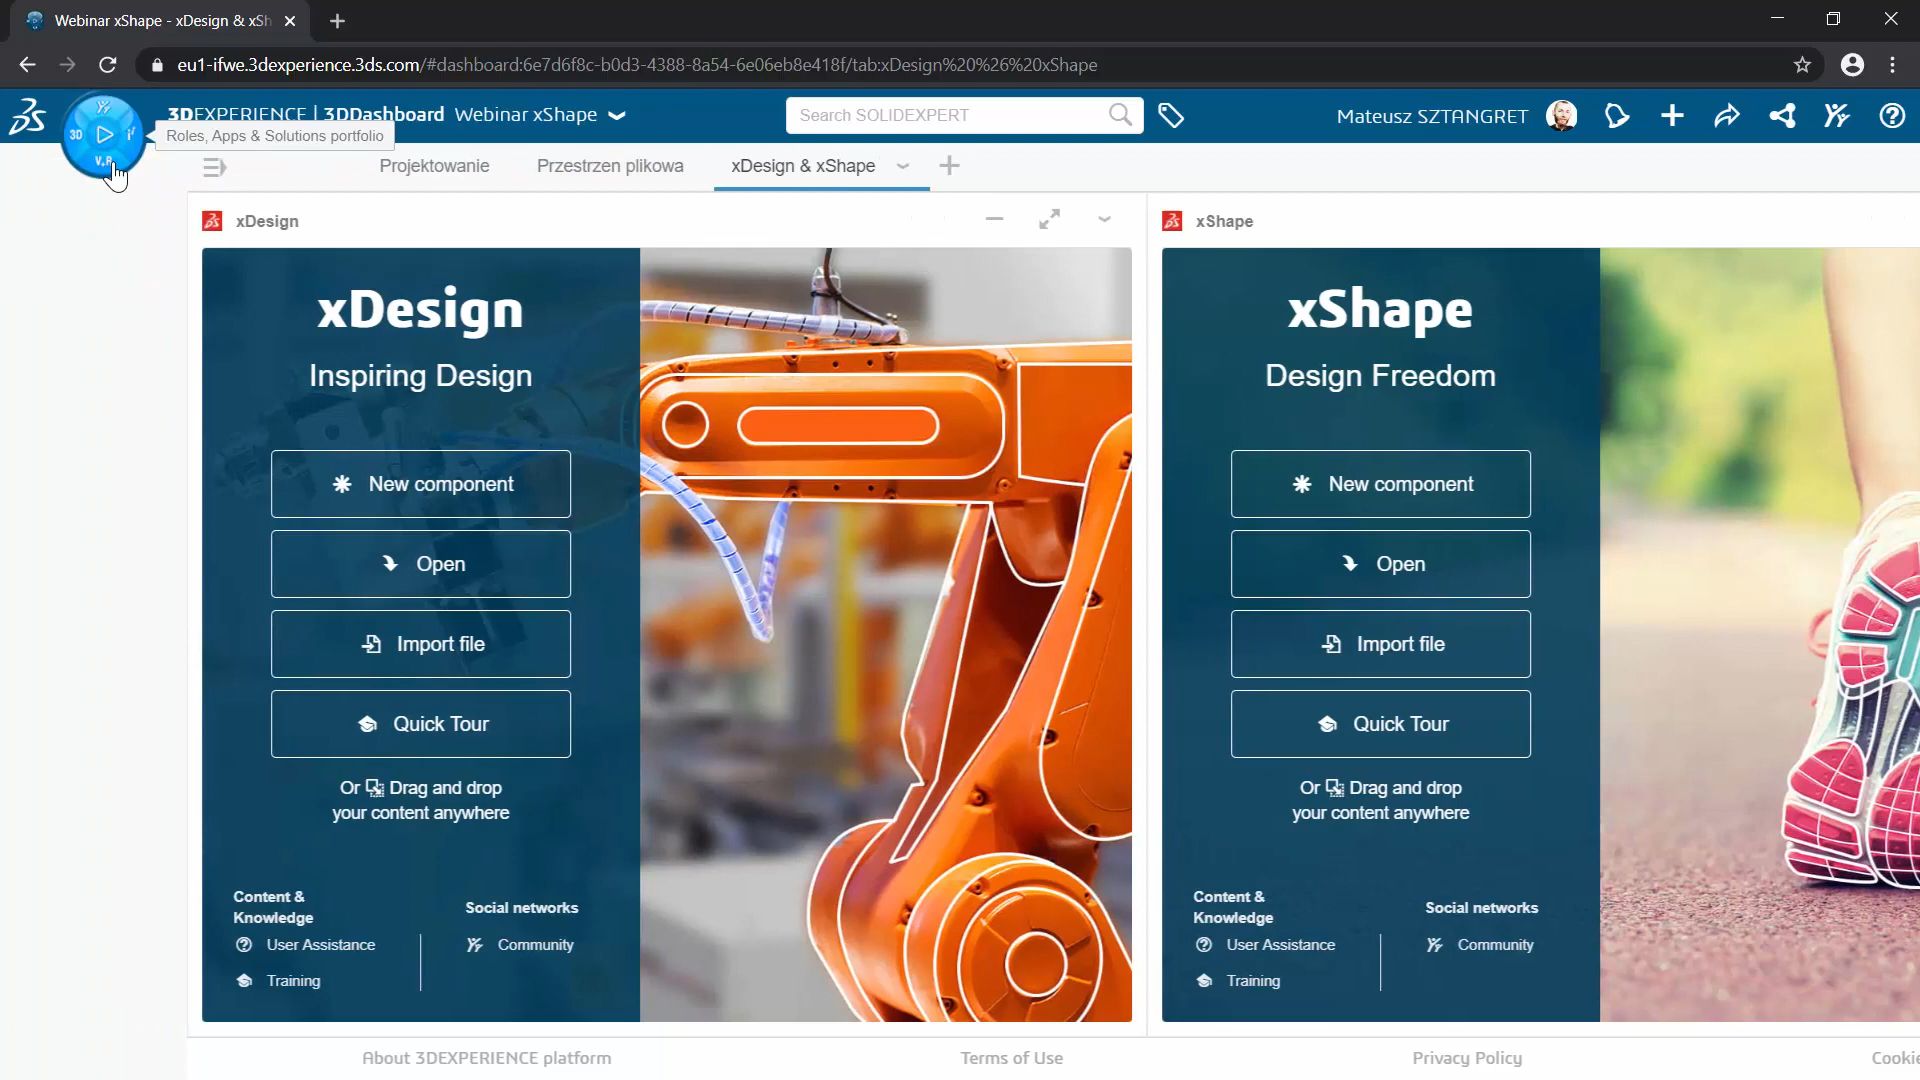 Webinar xShape - xDesign & xSh
eu1-ifwe.3dexperience.3ds.com/#dashboard:6e7d6f8c-b0d3-4388-8a54-6e06eb8e418f/tab:xDesign%20%26%20xShape
3DEXPERIENCE | 3DDashboard Webinar xShape
Search SOLIDEXPERT
Mateusz SZTANGRET
3D
V.R
Roles, Apps & Solutions portfolio
Projektowanie
Przestrzen plikowa
xDesign & xShape
xDesign
xDesign
Inspiring Design
New component
Open
Import file
Quick Tour
Or Drag and drop
your content anywhere
Content &
Knowledge
User Assistance
Training
Social networks
Community
xShape
xShape
Design Freedom
New component
Open
Import file
Quick Tour
Or Drag and drop
your content anywhere
Content &
Knowledge
User Assistance
Training
Social networks
Community
About 3DEXPERIENCE platform
Terms of Use
Privacy Policy
Cookie